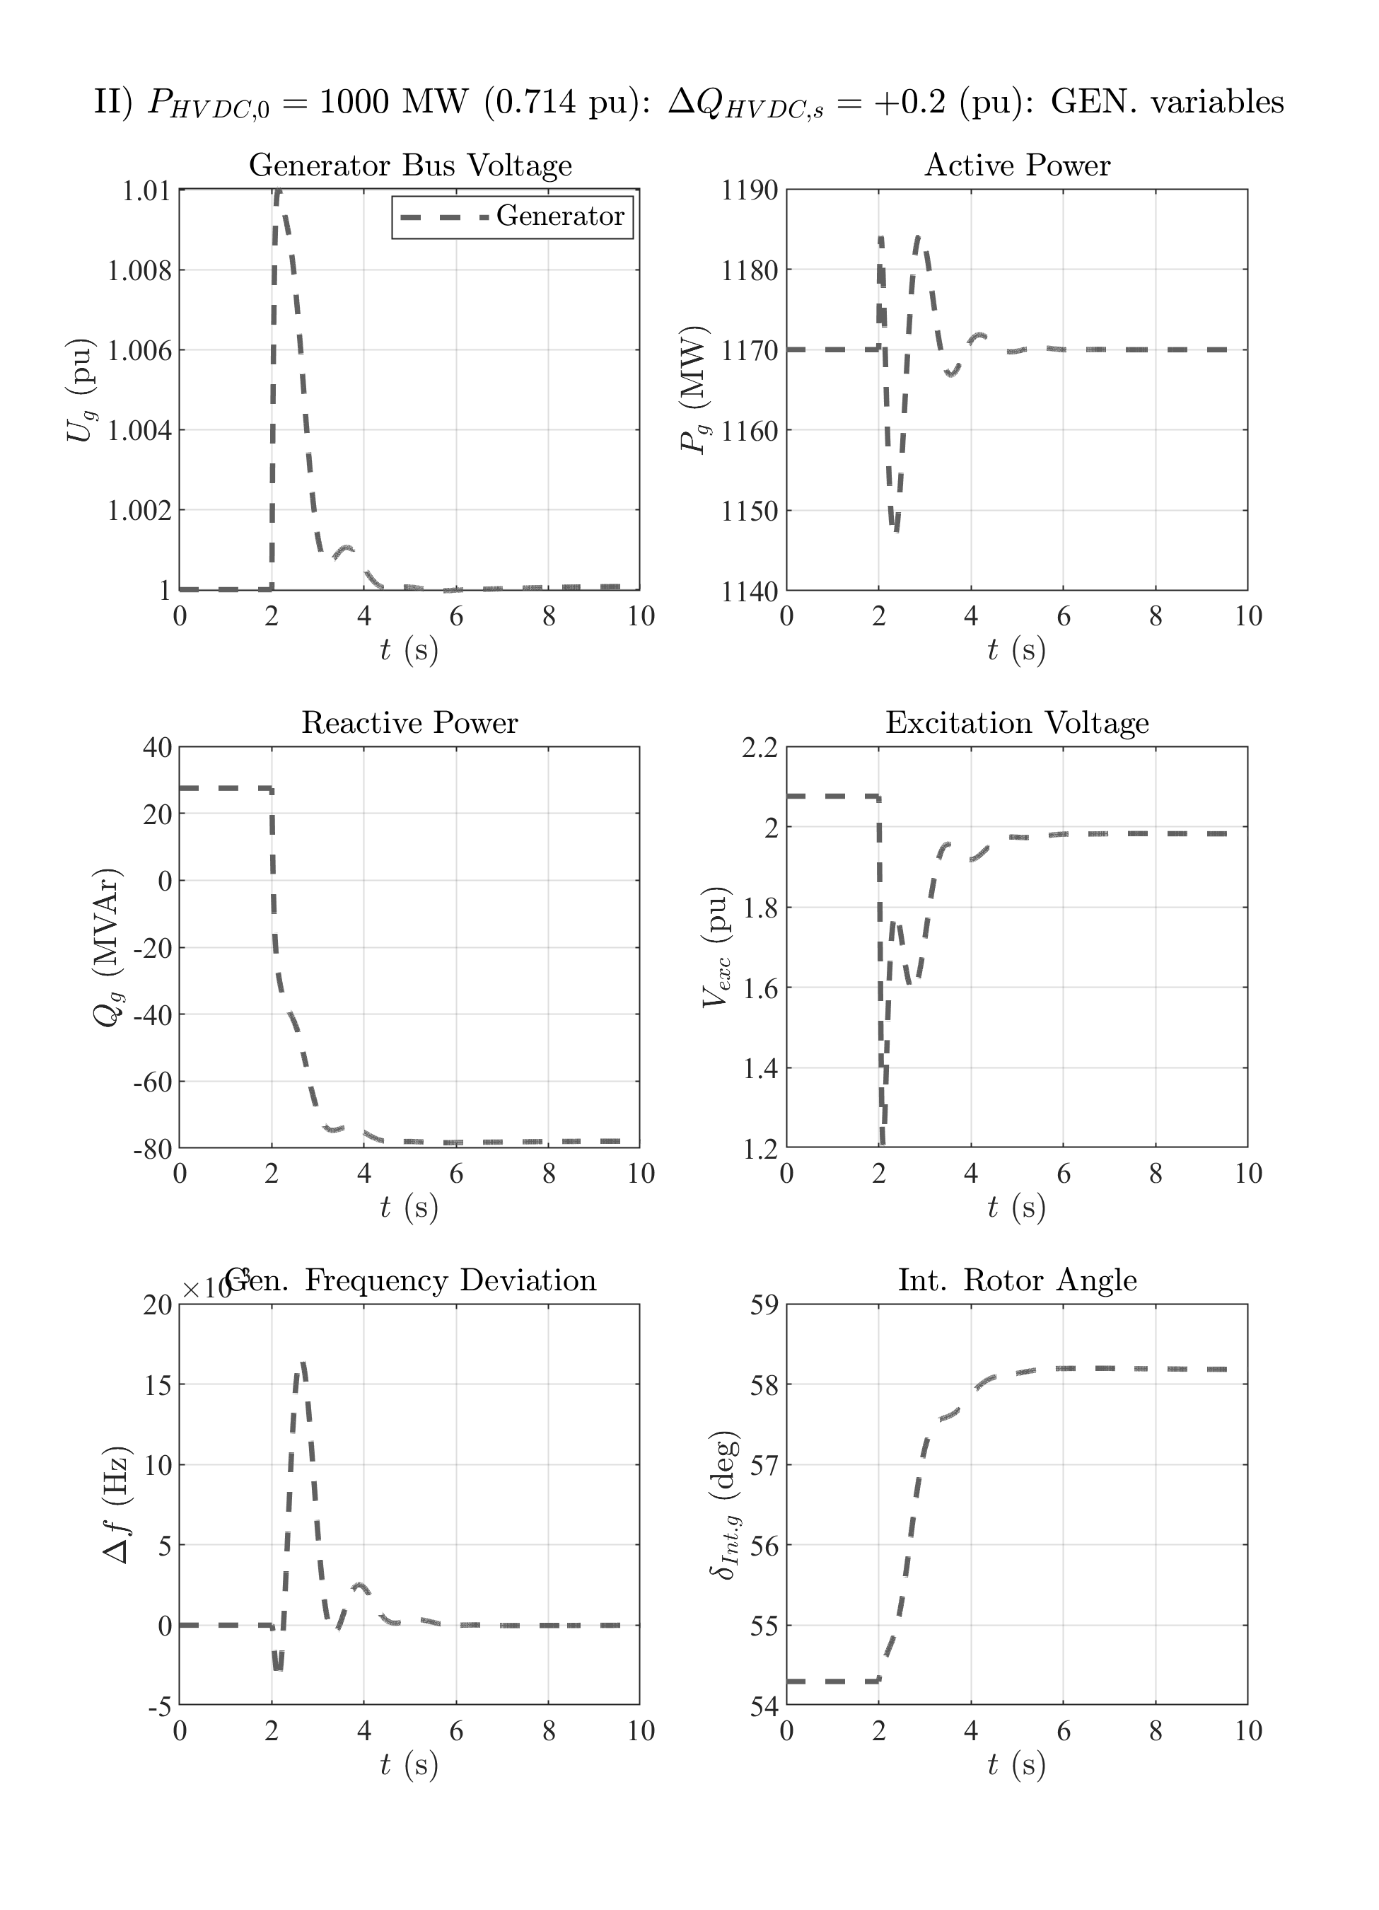 II) P_{HVDC,0} = 1000 MW (0.714 pu): ΔQ_{HVDC,s} = +0.2 (pu): GEN. variables
Generator Bus Voltage
1.01
1.008
1.006
1.004
1.002
1
U_g (pu)
Generator
0 2 4 6 8 10
t (s)
Active Power
1190
1180
1170
1160
1150
1140
P_g (MW)
0 2 4 6 8 10
t (s)
Reactive Power
40
20
0
-20
-40
-60
-80
Q_g (MVAr)
0 2 4 6 8 10
t (s)
Excitation Voltage
2.2
2
1.8
1.6
1.4
1.2
V_{exc} (pu)
0 2 4 6 8 10
t (s)
Gen. Frequency Deviation
×10^{-3}
20
15
10
5
0
-5
Δf (Hz)
0 2 4 6 8 10
t (s)
Int. Rotor Angle
59
58
57
56
55
54
δ_{Int.g} (deg)
0 2 4 6 8 10
t (s)